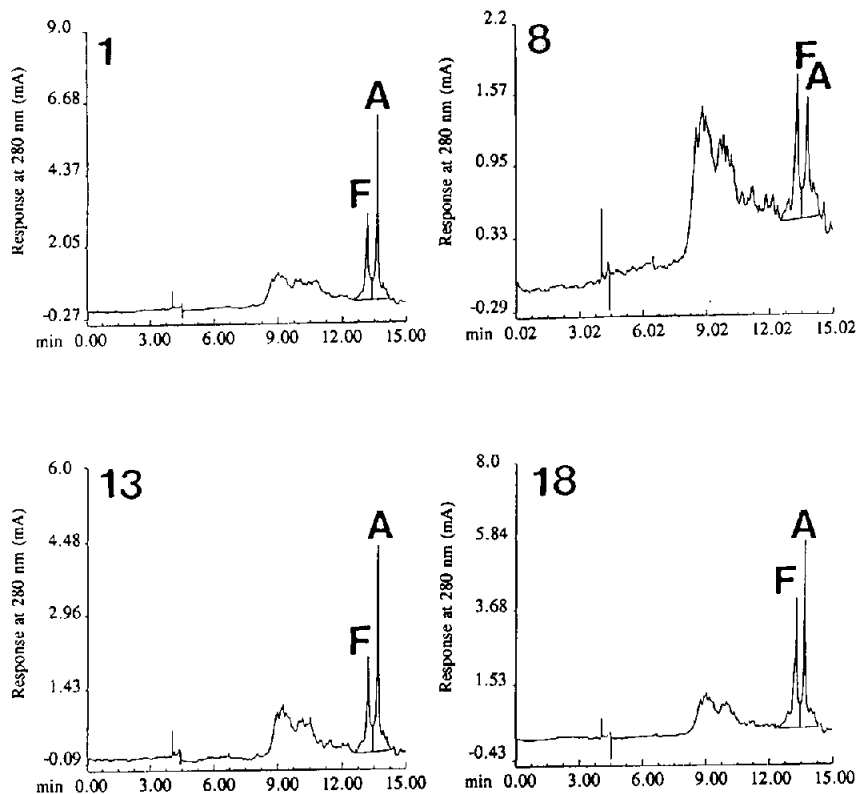 1
Response at 280 nm (mA)
9.0
6.68
4.37
2.05
-0.27
F
A
min 0.00 3.00 6.00 9.00 12.00 15.00
8
Response at 280 nm (mA)
2.2
1.57
0.95
0.33
-0.29
F
A
0.02 3.02 6.02 9.02 12.02 15.02
13
Response at 280 nm (mA)
6.0
4.48
2.96
1.43
-0.09
F
A
min 0.00 3.00 6.00 9.00 12.00 15.00
18
Response at 280 nm (mA)
8.0
5.84
3.68
1.53
-0.43
F
A
min 0.00 3.00 6.00 9.00 12.00 15.00